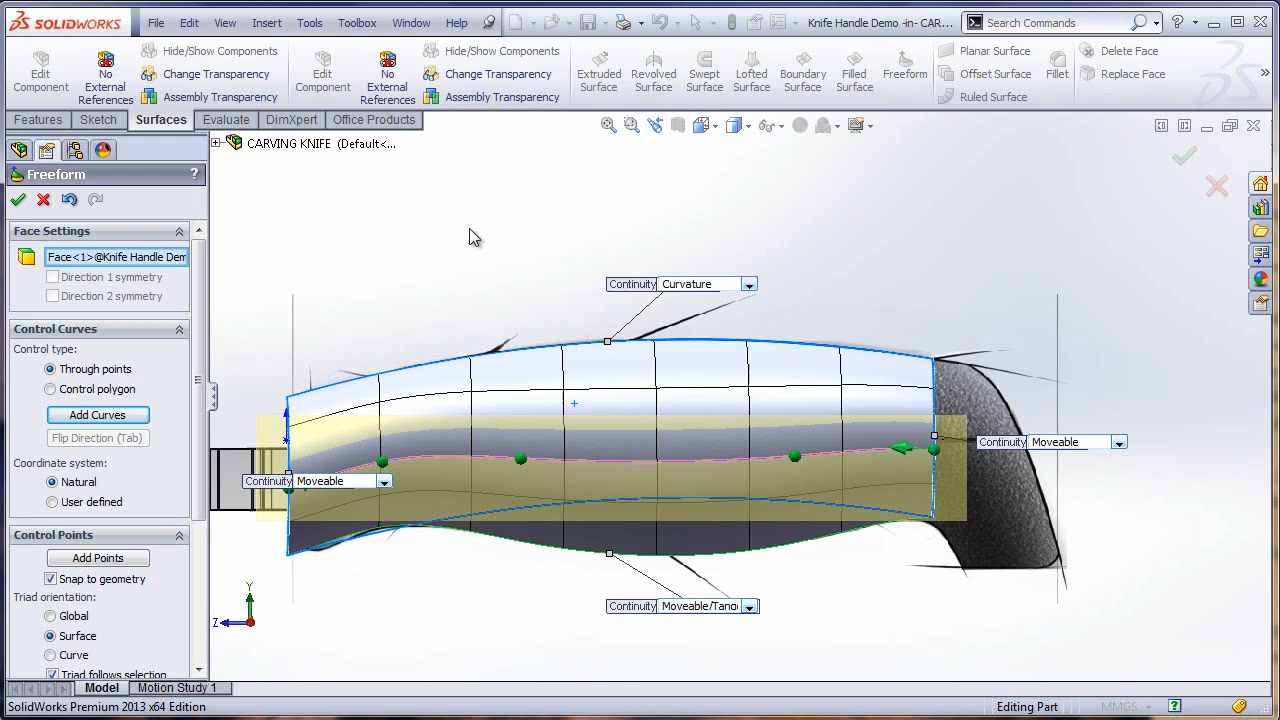 SOLIDWORKS File Edit View Insert Tools Toolbox Window Help Knife Handle Demo -in- CAR... Search Commands ?
Edit Component
No External References
Hide/Show Components
Change Transparency
Assembly Transparency
Edit Component
No External References
Hide/Show Components
Change Transparency
Assembly Transparency
Extruded Surface
Revolved Surface
Swept Surface
Lofted Surface
Boundary Surface
Filled Surface
Freeform
Planar Surface
Offset Surface
Ruled Surface
Fillet
Delete Face
Replace Face
Features Sketch Surfaces Evaluate DimXpert Office Products
CARVING KNIFE (Default<...
Freeform ?
Face Settings
Face<1>@Knife Handle Dem
Direction 1 symmetry
Direction 2 symmetry
Control Curves
Control type:
Through points
Control polygon
Add Curves
Flip Direction (Tab)
Coordinate system:
Natural
User defined
Control Points
Add Points
Snap to geometry
Triad orientation:
Global
Surface
Curve
Triad follows selection
Continuity Curvature
Continuity Moveable
Continuity Moveable
Continuity Moveable/Tang
Y
Z
Model Motion Study 1
SolidWorks Premium 2013 x64 Edition Editing Part MMGS ?